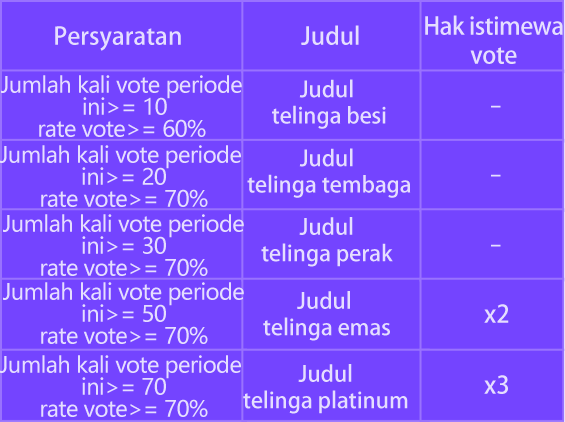 Persyaratan
Judul
Hak istimewa
vote
Jumlah kali vote periode
ini>= 10
rate vote>= 60%
Judul
telinga besi
–
Jumlah kali vote periode
ini>= 20
rate vote>= 70%
Judul
telinga tembaga
–
Jumlah kali vote periode
ini>= 30
rate vote>= 70%
Judul
telinga perak
–
Jumlah kali vote periode
ini>= 50
rate vote>= 70%
Judul
telinga emas
x2
Jumlah kali vote periode
ini>= 70
rate vote>= 70%
Judul
telinga platinum
x3